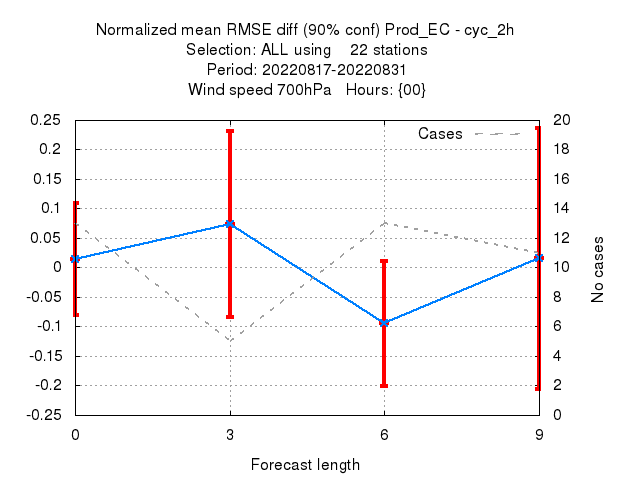 Normalized mean RMSE diff (90% conf) Prod_EC - cyc_2h
Selection: ALL using    22 stations
Period: 20220817-20220831
Wind speed 700hPa   Hours: {00}
0.25
0.2
0.15
0.1
0.05
0
-0.05
-0.1
-0.15
-0.2
-0.25
Cases
20
18
16
14
12
10
8
6
4
2
0
No cases
0 3 6 9
Forecast length